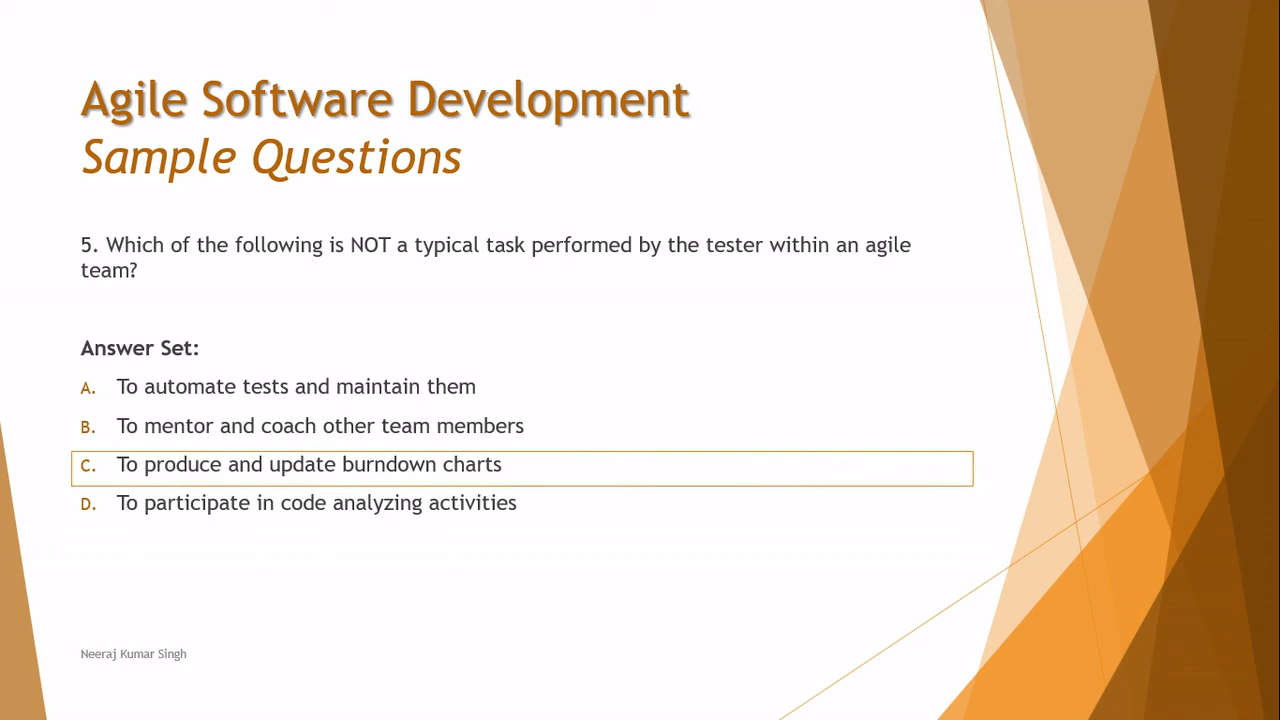 Agile Software Development
Sample Questions
5. Which of the following is NOT a typical task performed by the tester within an agile
team?
Answer Set:
A. To automate tests and maintain them
B. To mentor and coach other team members
C. To produce and update burndown charts
D. To participate in code analyzing activities
Neeraj Kumar Singh